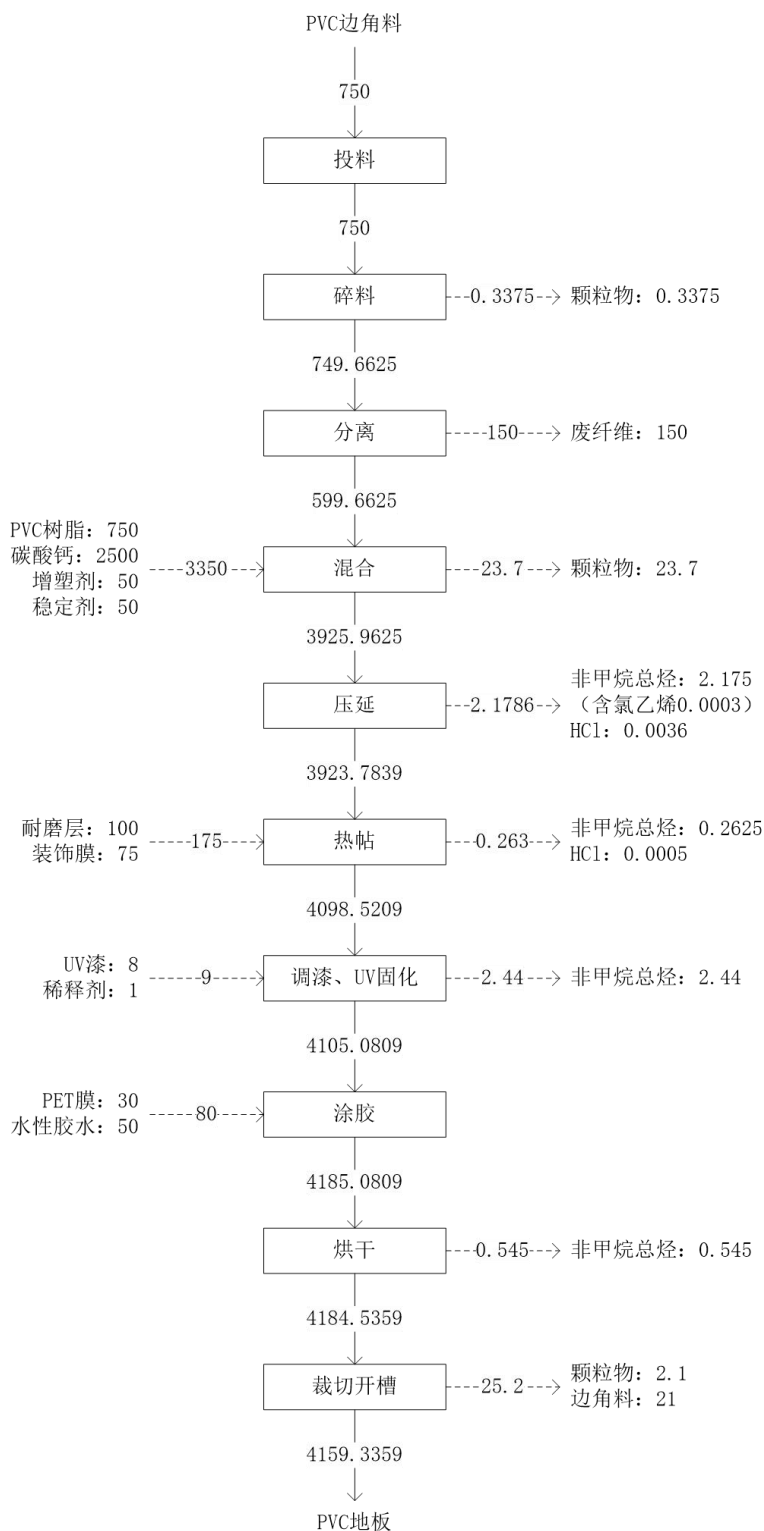 PVC边角料
750
投料
750
碎料
0.3375
颗粒物：0.3375
749.6625
分离
150
废纤维：150
599.6625
PVC树脂：750
碳酸钙：2500
增塑剂：50
稳定剂：50
3350
混合
23.7
颗粒物：23.7
3925.9625
压延
2.1786
非甲烷总烃：2.175
（含氯乙烯0.0003）
HCl：0.0036
3923.7839
耐磨层：100
装饰膜：75
175
热帖
0.263
非甲烷总烃：0.2625
HCl：0.0005
4098.5209
UV漆：8
稀释剂：1
9
调漆、UV固化
2.44
非甲烷总烃：2.44
4105.0809
PET膜：30
水性胶水：50
80
涂胶
4185.0809
烘干
0.545
非甲烷总烃：0.545
4184.5359
裁切开槽
25.2
颗粒物：2.1
边角料：21
4159.3359
PVC地板